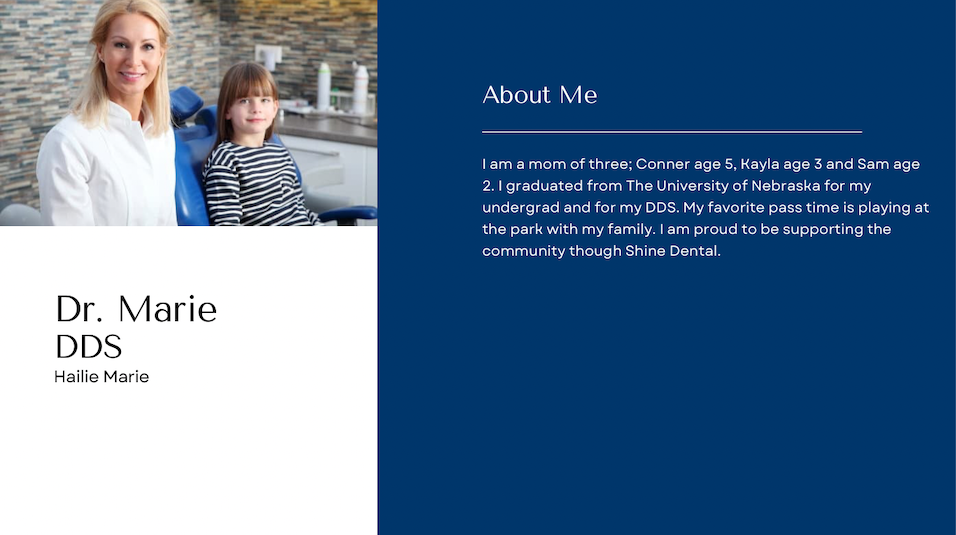 Dr. Marie
DDS
Hailie Marie
About Me
I am a mom of three; Conner age 5, Kayla age 3 and Sam age
2. I graduated from The University of Nebraska for my
undergrad and for my DDS. My favorite pass time is playing at
the park with my family. I am proud to be supporting the
community though Shine Dental.